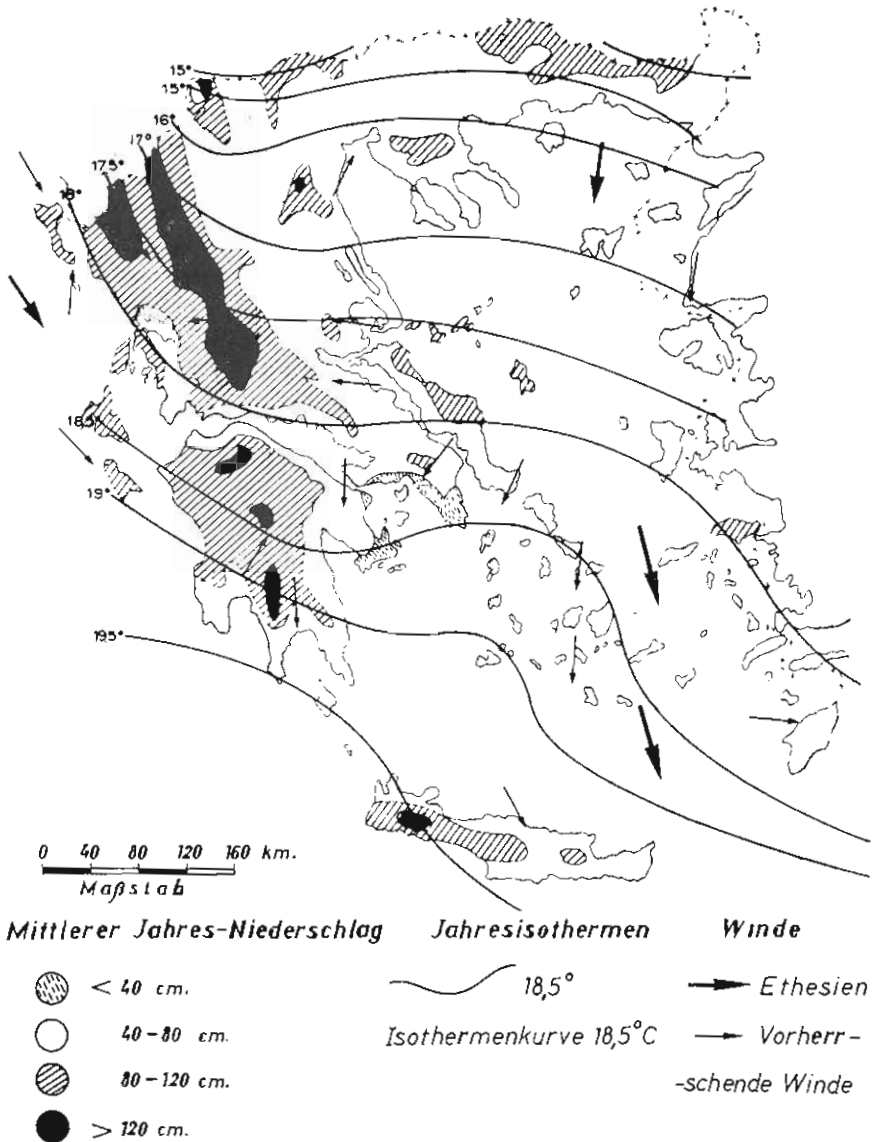 15°
15°
16°
17°
17.5°
18°
18.5°
19°
19.5°
0 40 80 120 160 km.
Maßstab
Mittlerer Jahres-Niederschlag
< 40 cm.
40-80 cm.
80-120 cm.
> 120 cm.
Jahresisothermen
18,5°
Isothermenkurve 18,5°C
Winde
Ethesien
Vorherr-
-schende Winde